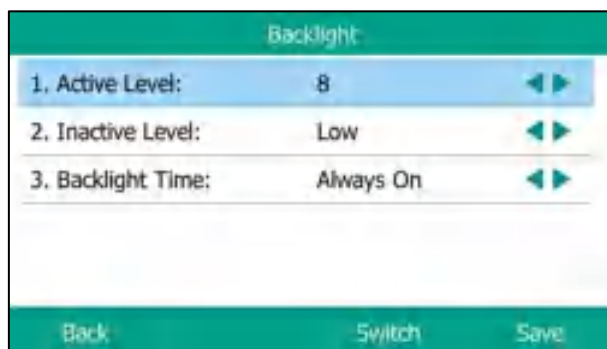 Backlight
1. Active Level: 8
2. Inactive Level: Low
3. Backlight Time: Always On
Back Switch Save